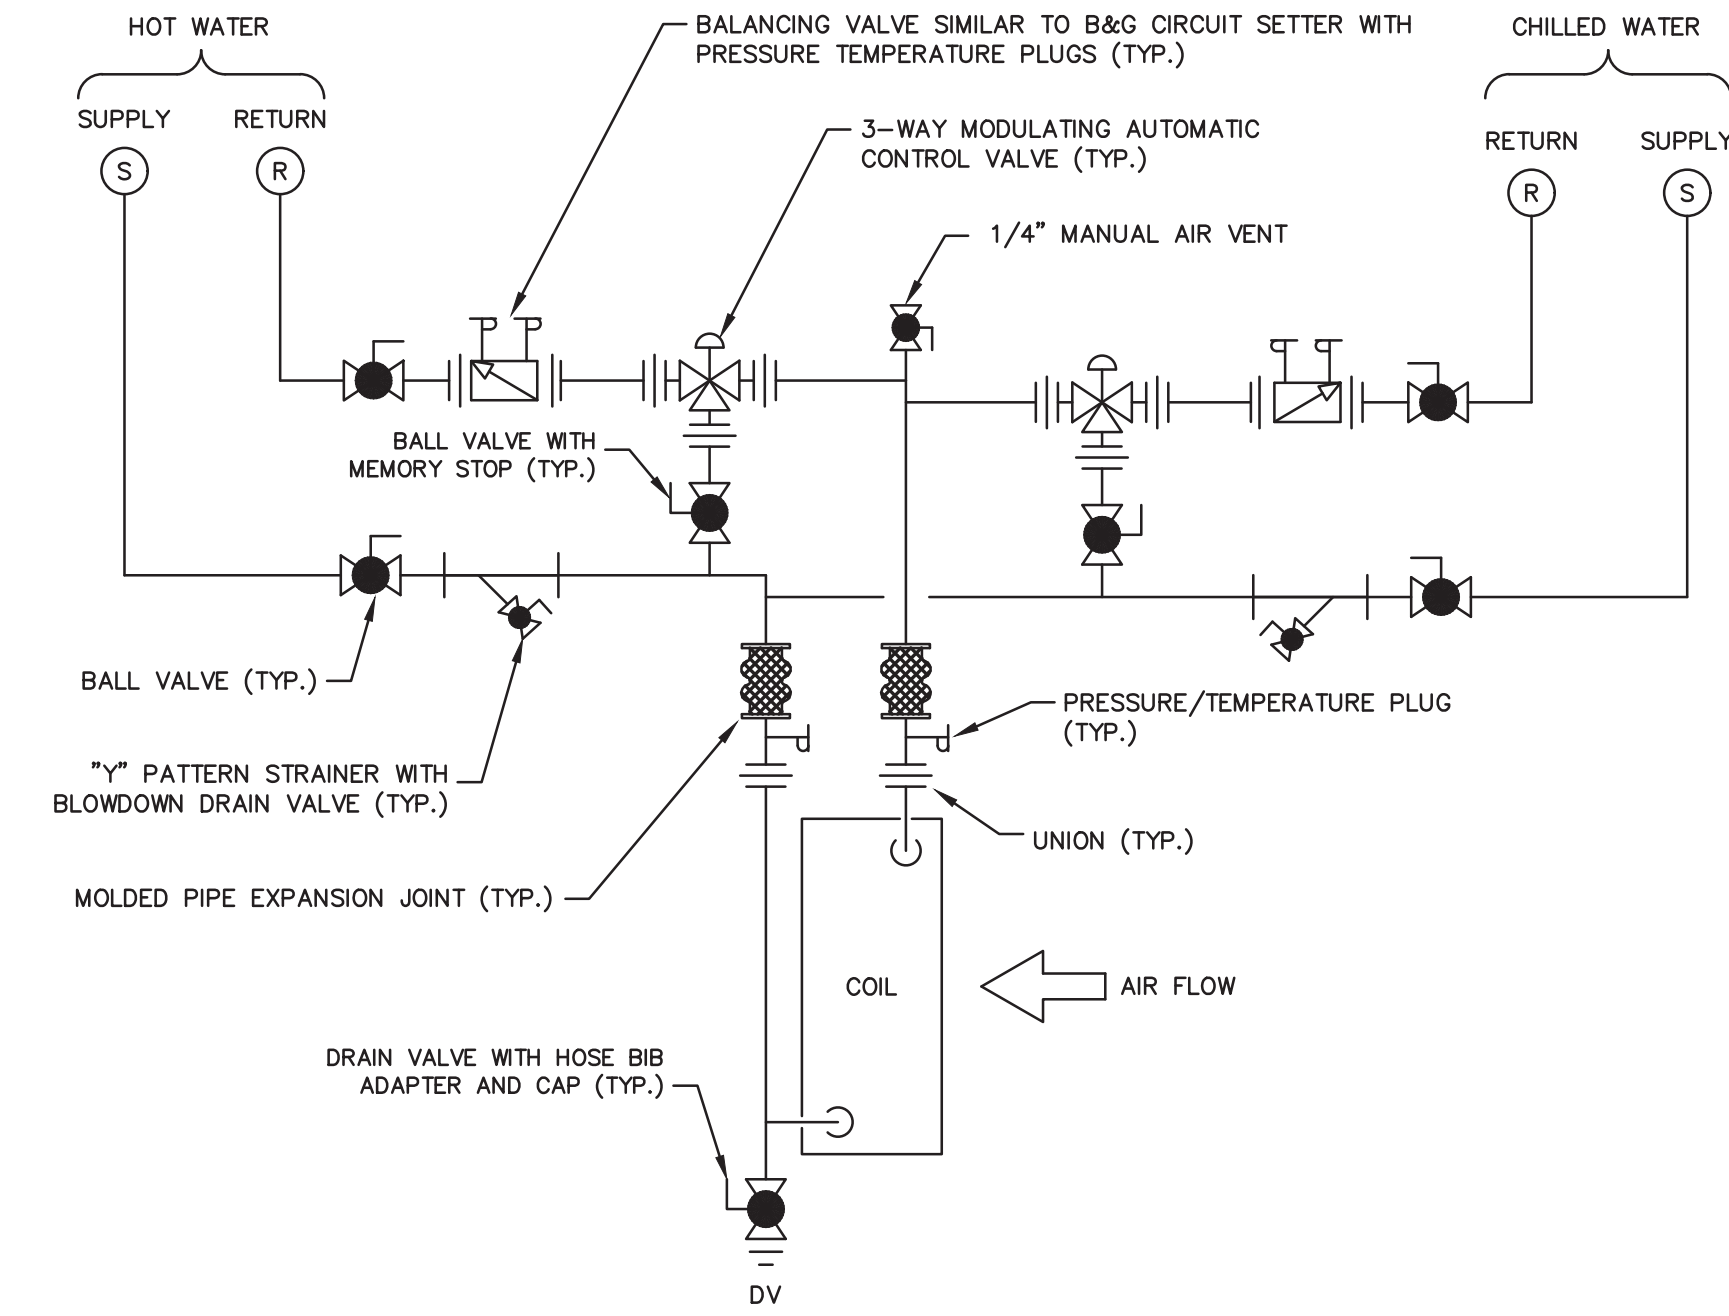 HOT WATER
SUPPLY RETURN
S
R
BALANCING VALVE SIMILAR TO B&G CIRCUIT SETTER WITH
PRESSURE TEMPERATURE PLUGS (TYP.)
3-WAY MODULATING AUTOMATIC
CONTROL VALVE (TYP.)
1/4" MANUAL AIR VENT
CHILLED WATER
RETURN SUPPLY
R
S
BALL VALVE WITH
MEMORY STOP (TYP.)
BALL VALVE (TYP.)
"Y" PATTERN STRAINER WITH
BLOWDOWN DRAIN VALVE (TYP.)
MOLDED PIPE EXPANSION JOINT (TYP.)
PRESSURE/TEMPERATURE PLUG
(TYP.)
UNION (TYP.)
COIL
AIR FLOW
DRAIN VALVE WITH HOSE BIB
ADAPTER AND CAP (TYP.)
DV